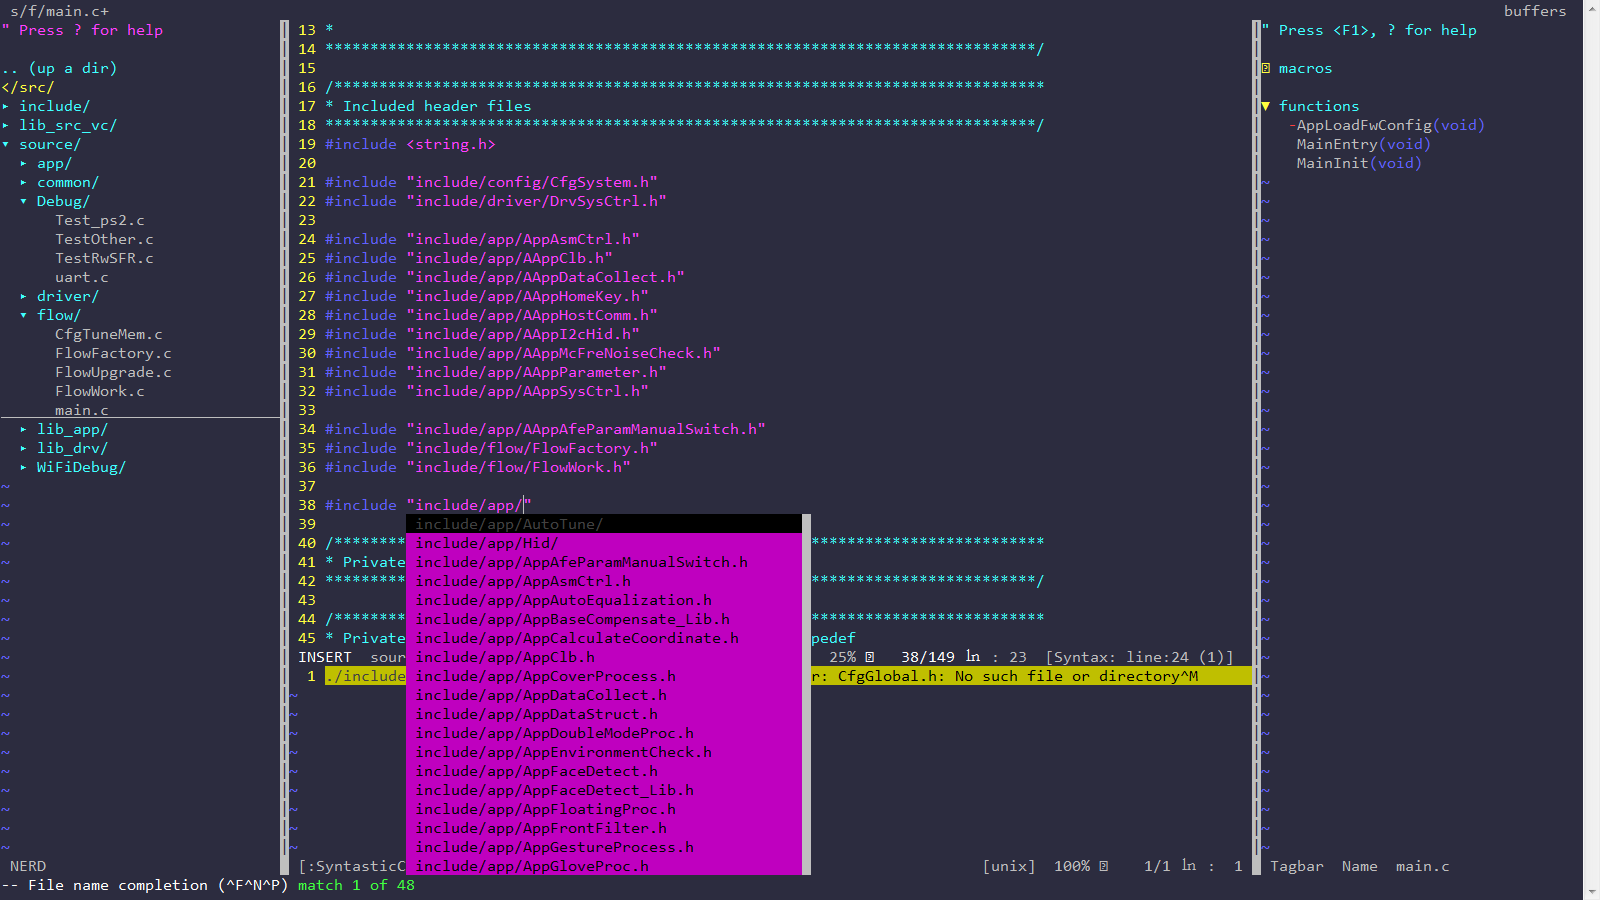 s/f/main.c+
buffers
" Press ? for help
.. (up a dir)
</src/
▸ include/
▸ lib_src_vc/
▾ source/
▸ app/
▸ common/
▾ Debug/
Test_ps2.c
TestOther.c
TestRwSFR.c
uart.c
▸ driver/
▾ flow/
CfgTuneMem.c
FlowFactory.c
FlowUpgrade.c
FlowWork.c
main.c
▸ lib_app/
▸ lib_drv/
▸ WiFiDebug/
NERD
13 *
14 *******************************************************************************/
15
16 /*******************************************************************************
17 * Included header files
18 *******************************************************************************/
19 #include <string.h>
20
21 #include "include/config/CfgSystem.h"
22 #include "include/driver/DrvSysCtrl.h"
23
24 #include "include/app/AppAsmCtrl.h"
25 #include "include/app/AAppClb.h"
26 #include "include/app/AAppDataCollect.h"
27 #include "include/app/AAppHomeKey.h"
28 #include "include/app/AAppHostComm.h"
29 #include "include/app/AAppI2cHid.h"
30 #include "include/app/AAppMcFreNoiseCheck.h"
31 #include "include/app/AAppParameter.h"
32 #include "include/app/AAppSysCtrl.h"
33
34 #include "include/app/AAppAfeParamManualSwitch.h"
35 #include "include/flow/FlowFactory.h"
36 #include "include/flow/FlowWork.h"
37
38 #include "include/app/"
39
include/app/AutoTune/
40 /******** **************************
include/app/Hid/
41 * Private
include/app/AppAfeParamManualSwitch.h
42 ********* **************************/
include/app/AppAsmCtrl.h
43
include/app/AppAutoEqualization.h
44 /******** **************************
include/app/AppBaseCompensate_Lib.h
45 * Private pedef
include/app/AppCalculateCoordinate.h
INSERT sour 25% 38/149 ln : 23 [Syntax: line:24 (1)]
include/app/AppClb.h
1 ./include r: CfgGlobal.h: No such file or directory^M
include/app/AppCoverProcess.h
include/app/AppDataCollect.h
include/app/AppDataStruct.h
include/app/AppDoubleModeProc.h
include/app/AppEnvironmentCheck.h
include/app/AppFaceDetect.h
include/app/AppFaceDetect_Lib.h
include/app/AppFloatingProc.h
include/app/AppFrontFilter.h
include/app/AppGestureProcess.h
include/app/AppGloveProc.h
[:SyntasticC [unix] 100% 1/1 ln : 1
" Press <F1>, ? for help
macros
▼ functions
-AppLoadFwConfig(void)
MainEntry(void)
MainInit(void)
Tagbar Name main.c
-- File name completion (^F^N^P) match 1 of 48